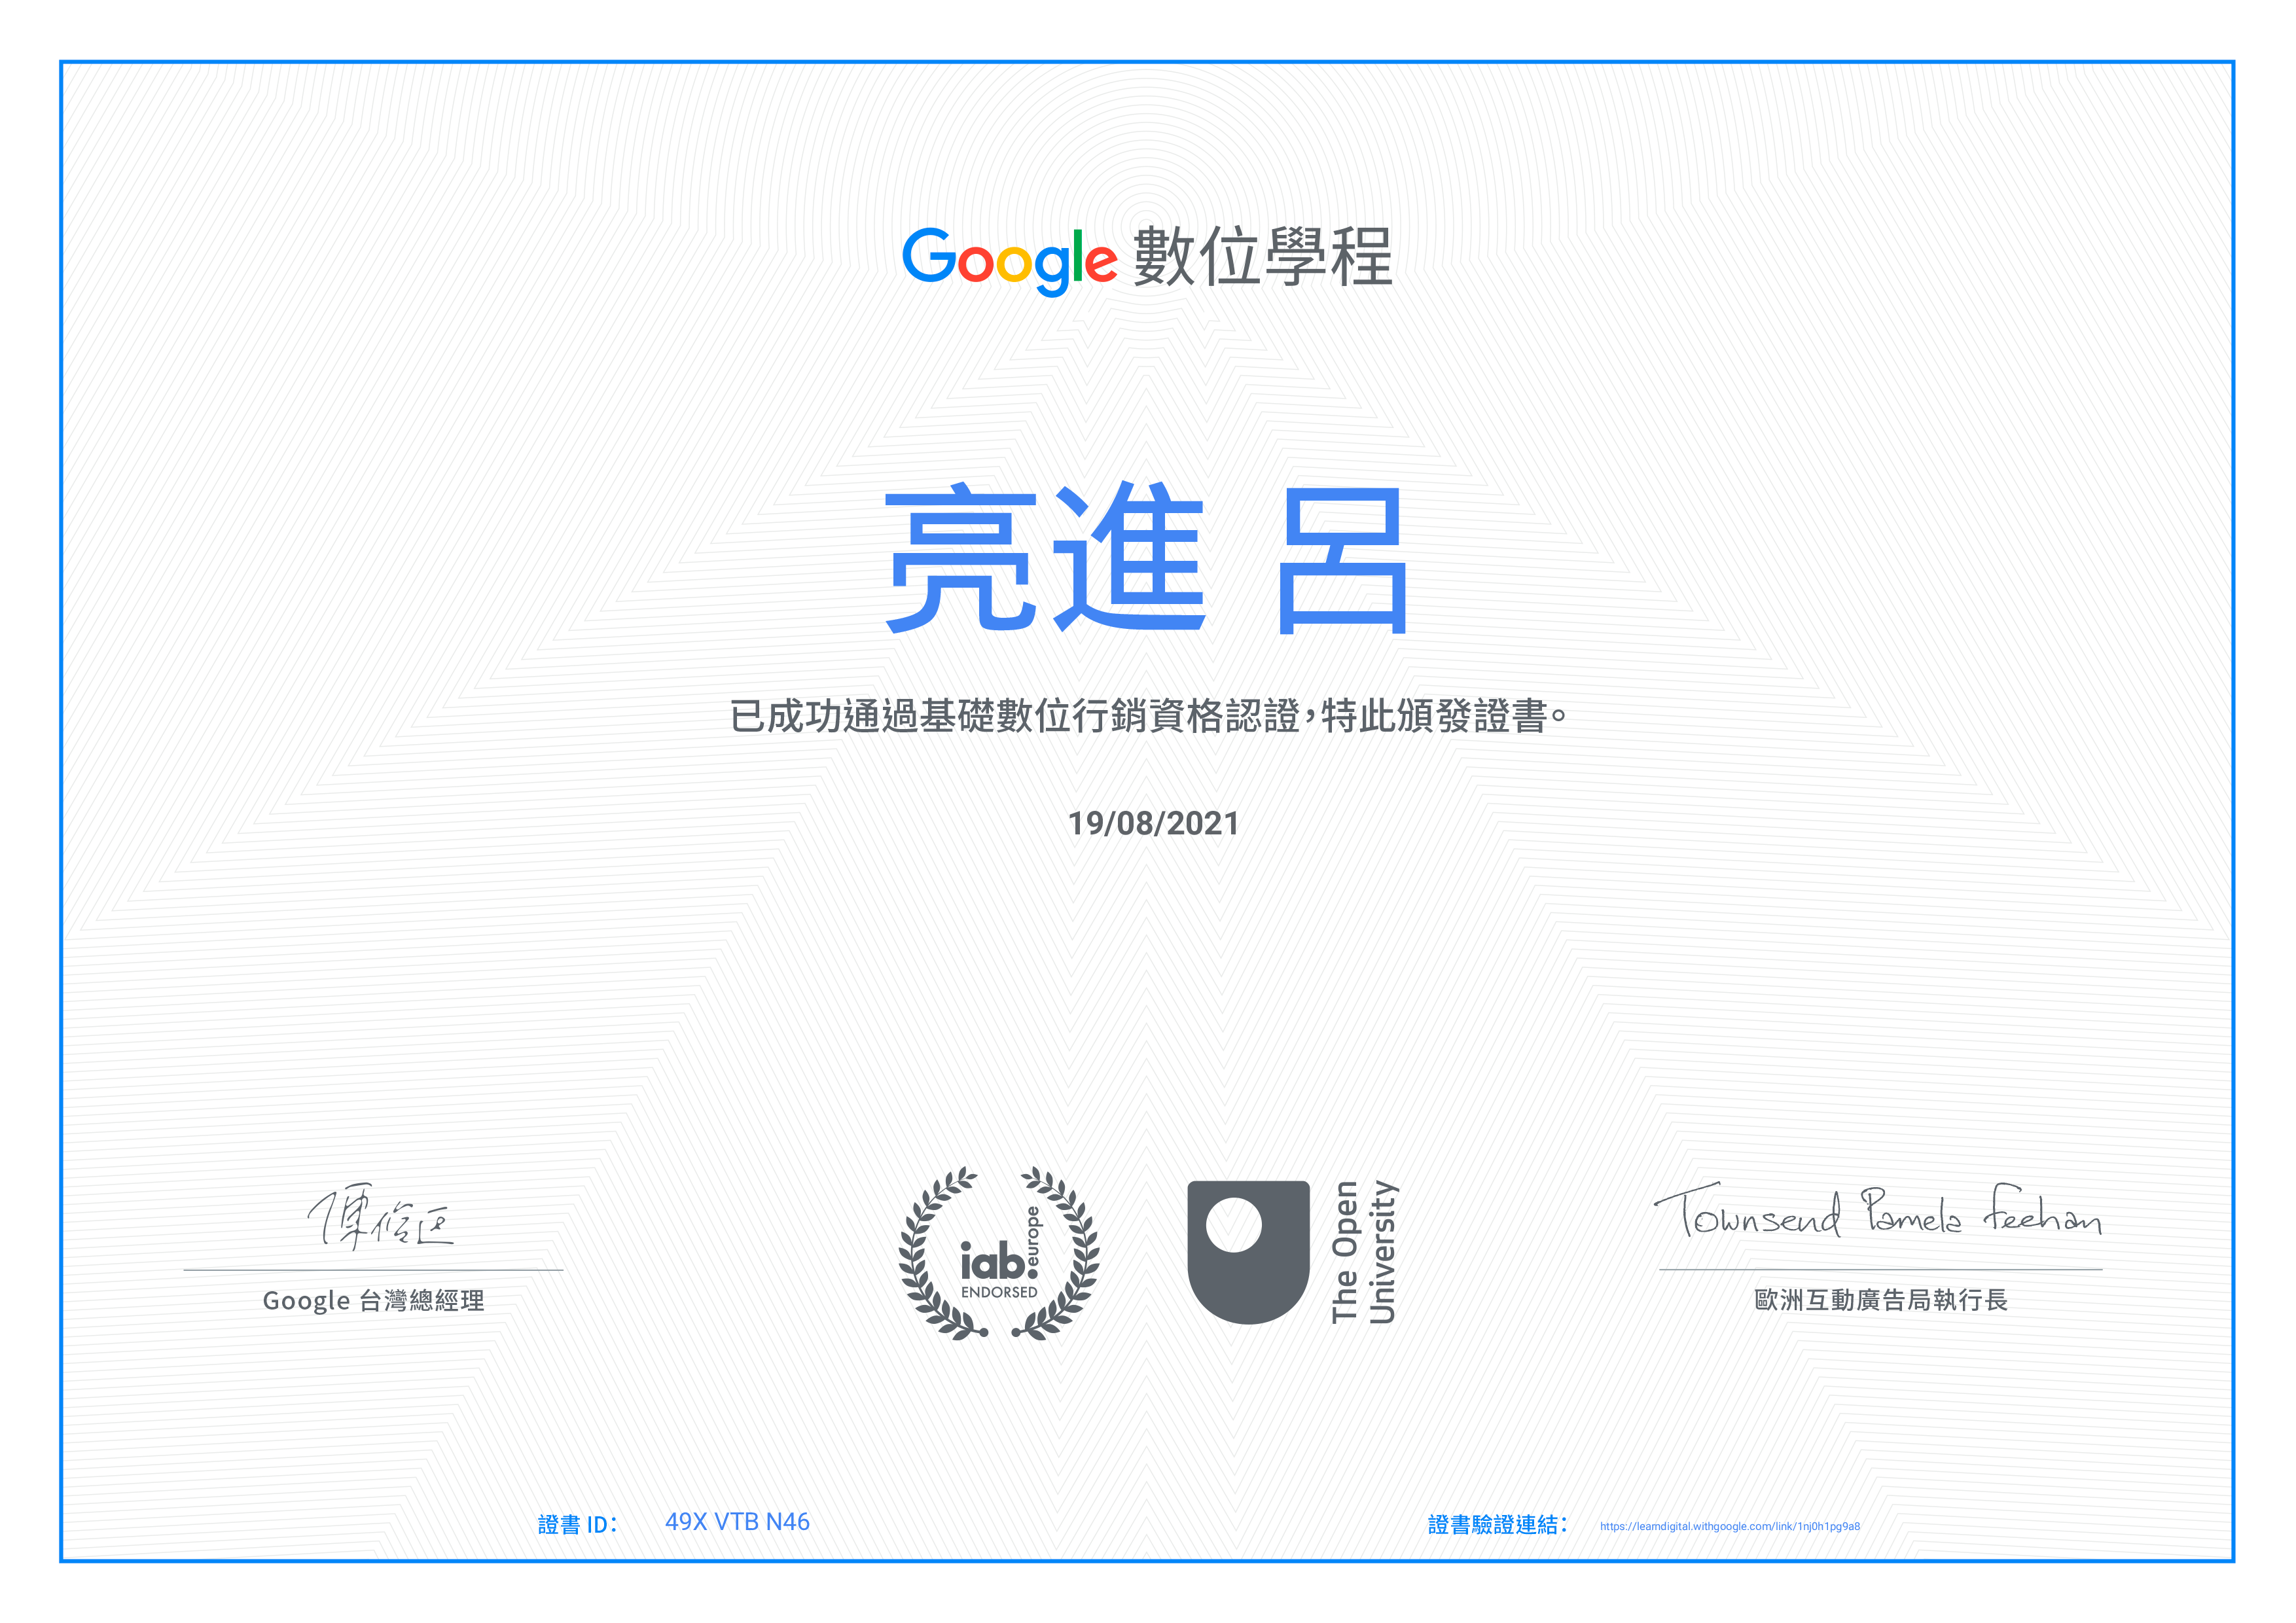 Google 數位學程
亮進 呂
已成功通過基礎數位行銷資格認證，特此頒發證書。
19/08/2021
陳俊廷
Google 台灣總經理
iab.europe
ENDORSED
The Open
University
Townsend Pamela Feehan
歐洲互動廣告局執行長
證書 ID： 49X VTB N46
證書驗證連結： https://learndigital.withgoogle.com/link/1nj0h1pg9a8